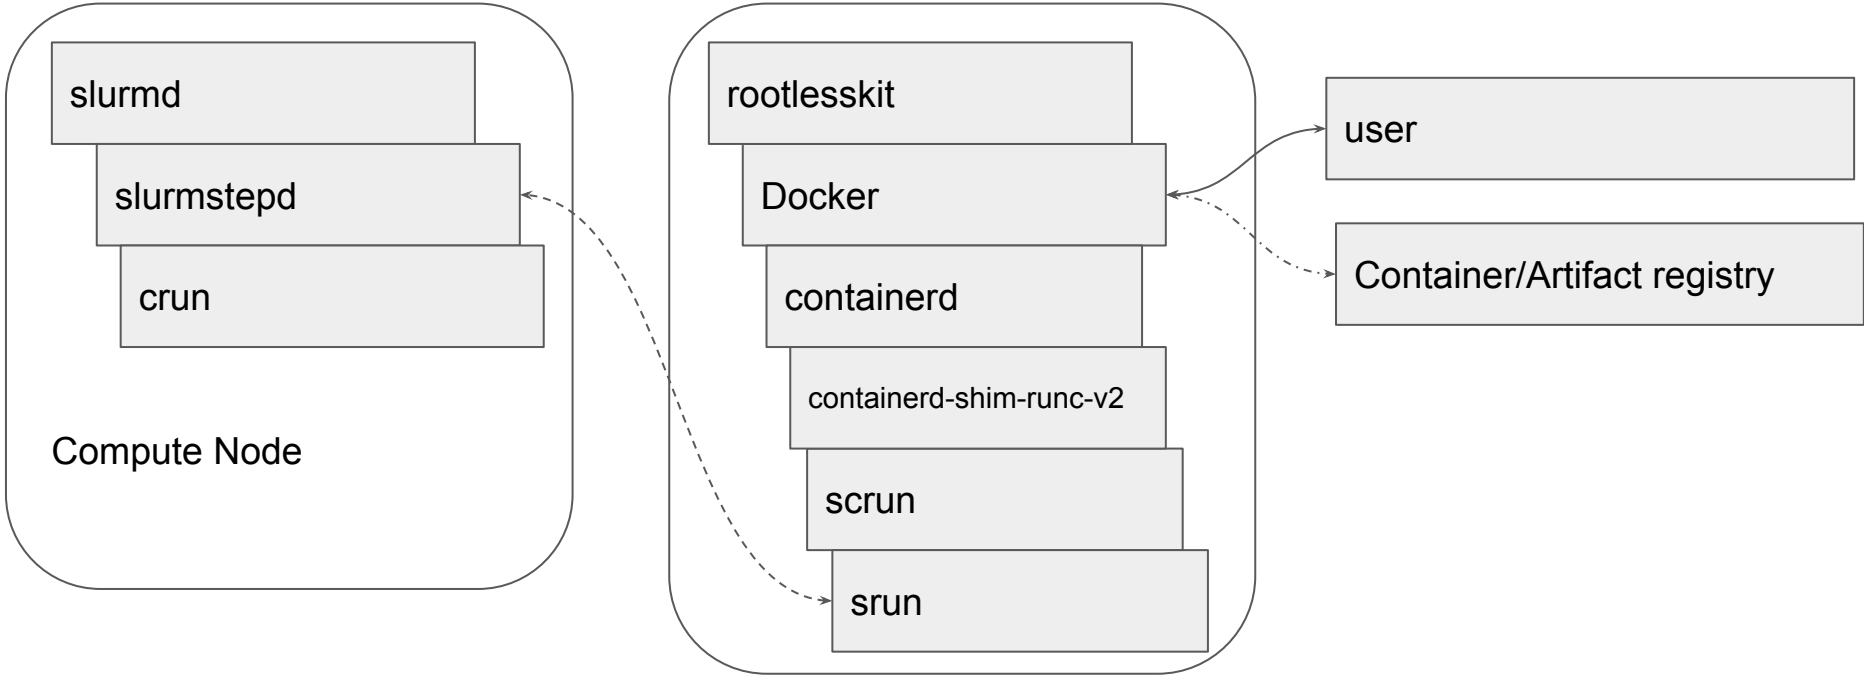 slurmd
slurmstepd
crun
Compute Node
rootlesskit
Docker
containerd
containerd-shim-runc-v2
scrun
srun
user
Container/Artifact registry